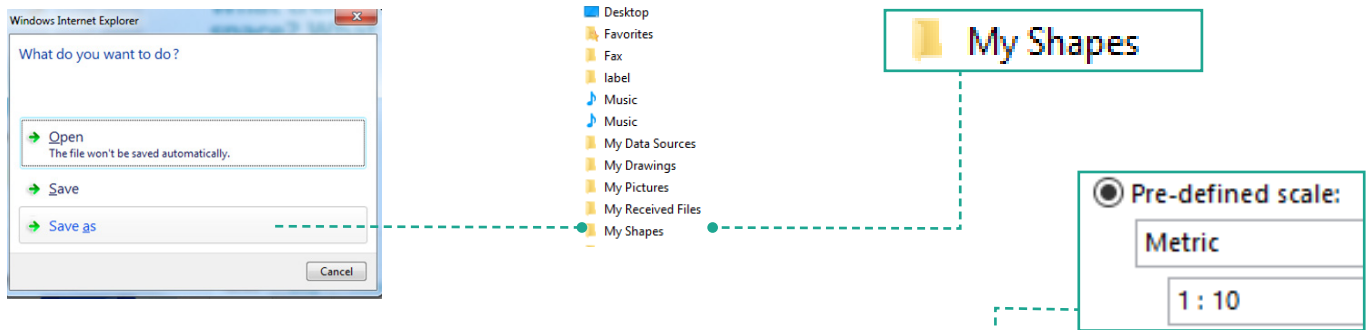 Windows Internet Explorer
What do you want to do?
Open
The file won't be saved automatically.
Save
Save as
Cancel
Desktop
Favorites
Fax
label
Music
Music
My Data Sources
My Drawings
My Pictures
My Received Files
My Shapes
My Shapes
Pre-defined scale:
Metric
1 : 10